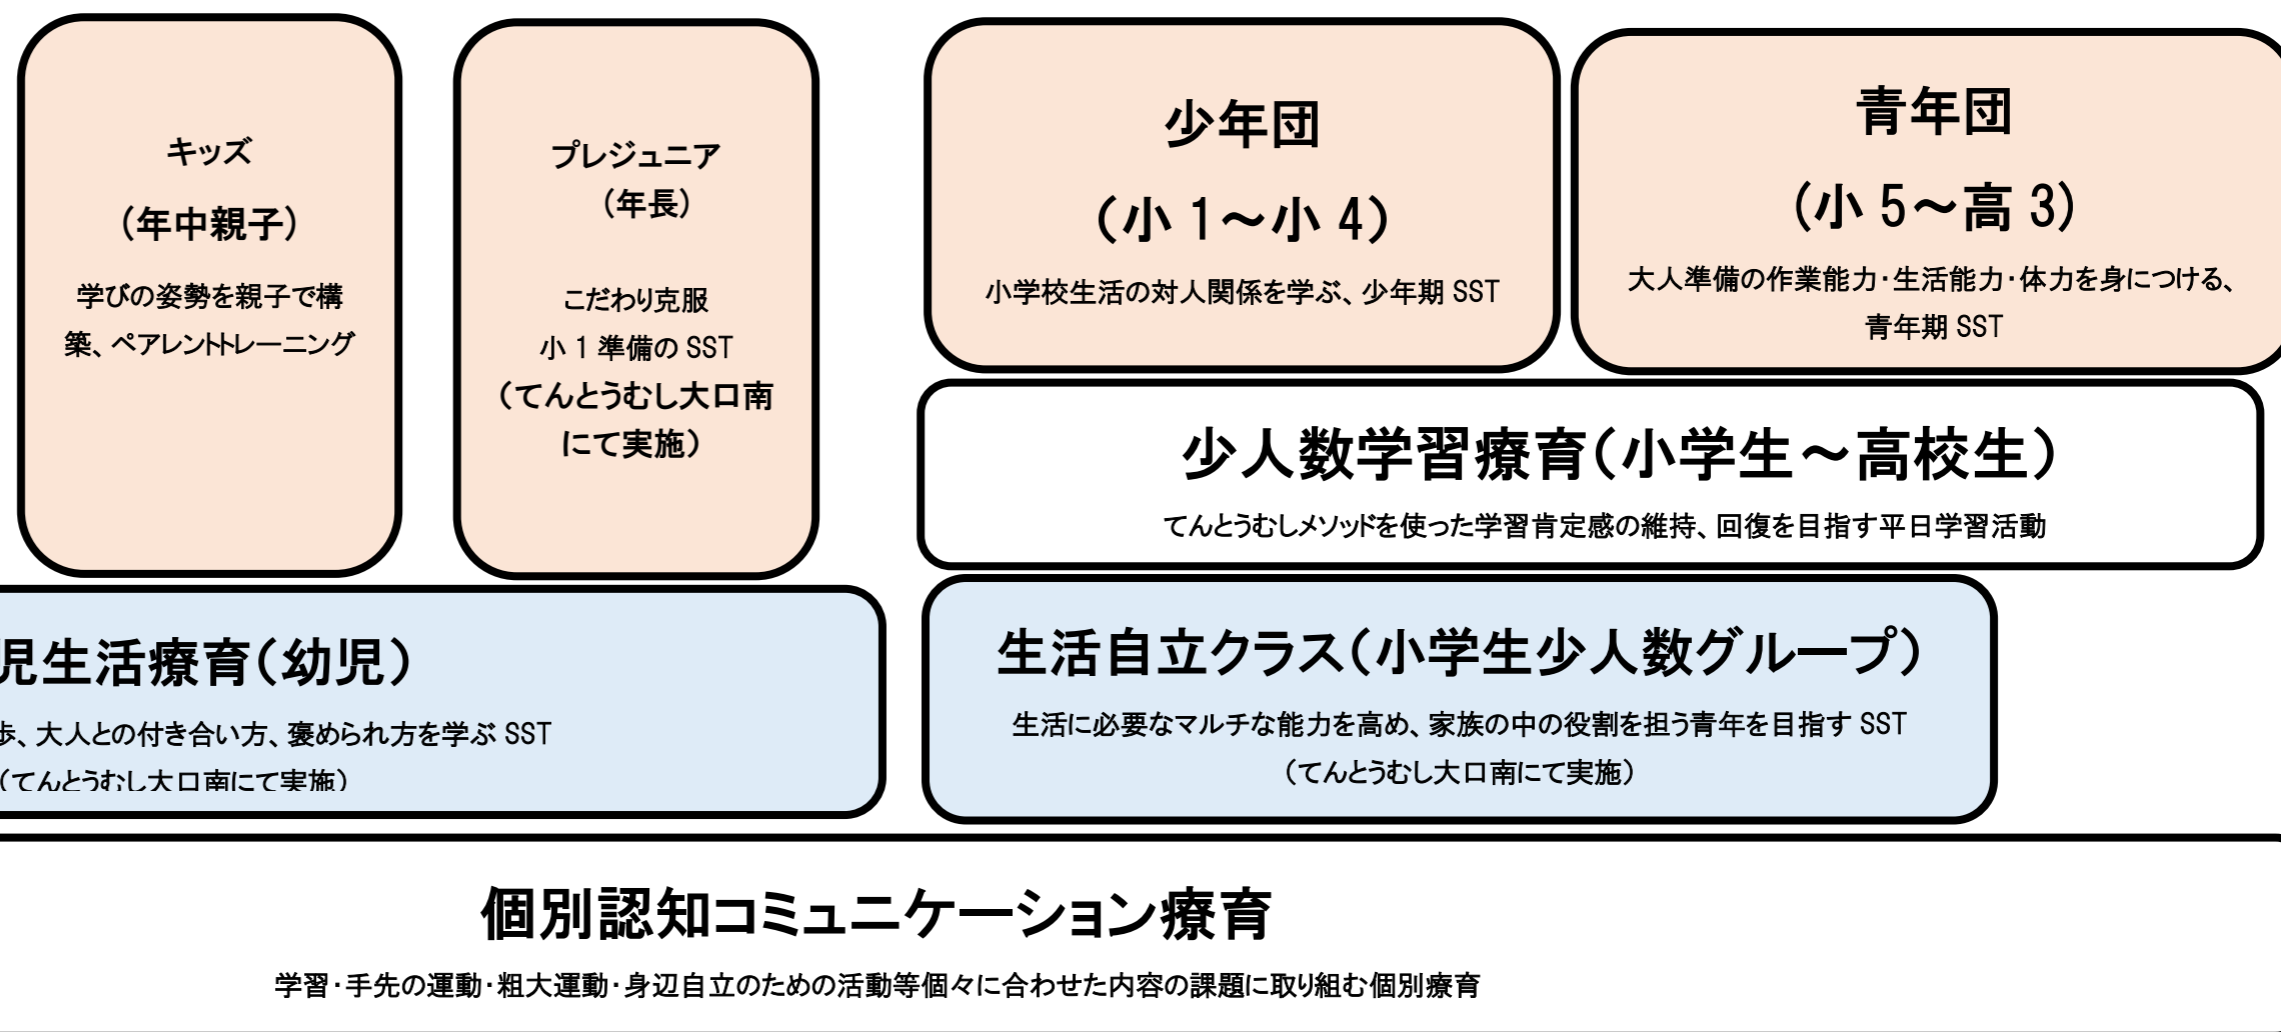 キッズ
（年中親子）
学びの姿勢を親子で構
築、ペアレントトレーニング
プレジュニア
（年長）
こだわり克服
小 1 準備の SST
（てんとうむし大口南
にて実施）
少年団
（小 1～小 4）
小学校生活の対人関係を学ぶ、少年期 SST
青年団
（小 5～高 3）
大人準備の作業能力・生活能力・体力を身につける、
青年期 SST
少人数学習療育（小学生～高校生）
てんとうむしメソッドを使った学習肯定感の維持、回復を目指す平日学習活動
児生活療育（幼児）
歩、大人との付き合い方、褒められ方を学ぶ SST
（てんとうむし大口南にて実施）
生活自立クラス（小学生少人数グループ）
生活に必要なマルチな能力を高め、家族の中の役割を担う青年を目指す SST
（てんとうむし大口南にて実施）
個別認知コミュニケーション療育
学習・手先の運動・粗大運動・身辺自立のための活動等個々に合わせた内容の課題に取り組む個別療育